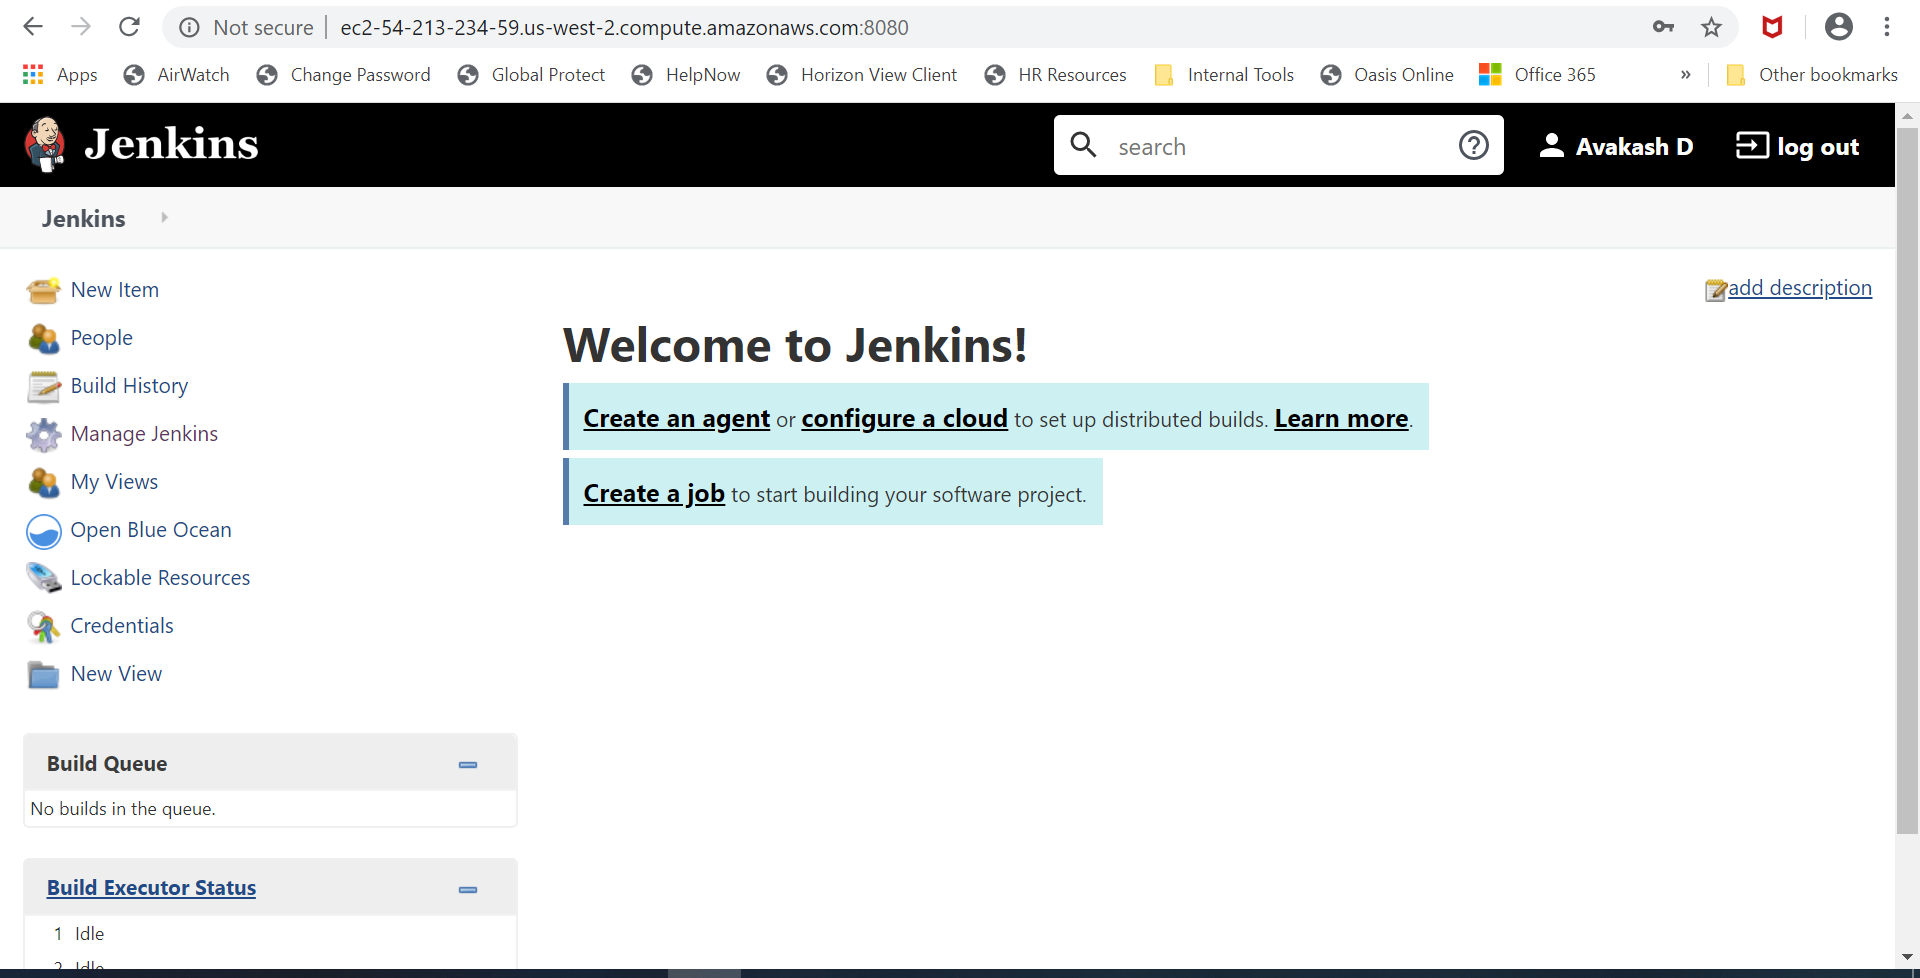 Not secure | ec2-54-213-234-59.us-west-2.compute.amazonaws.com:8080
Apps AirWatch Change Password Global Protect HelpNow Horizon View Client HR Resources Internal Tools Oasis Online Office 365 » Other bookmarks
Jenkins search Avakash D log out
Jenkins
New Item
People
Build History
Manage Jenkins
My Views
Open Blue Ocean
Lockable Resources
Credentials
New View
add description
Welcome to Jenkins!
Create an agent or configure a cloud to set up distributed builds. Learn more.
Create a job to start building your software project.
Build Queue
No builds in the queue.
Build Executor Status
1 Idle
2 Idle